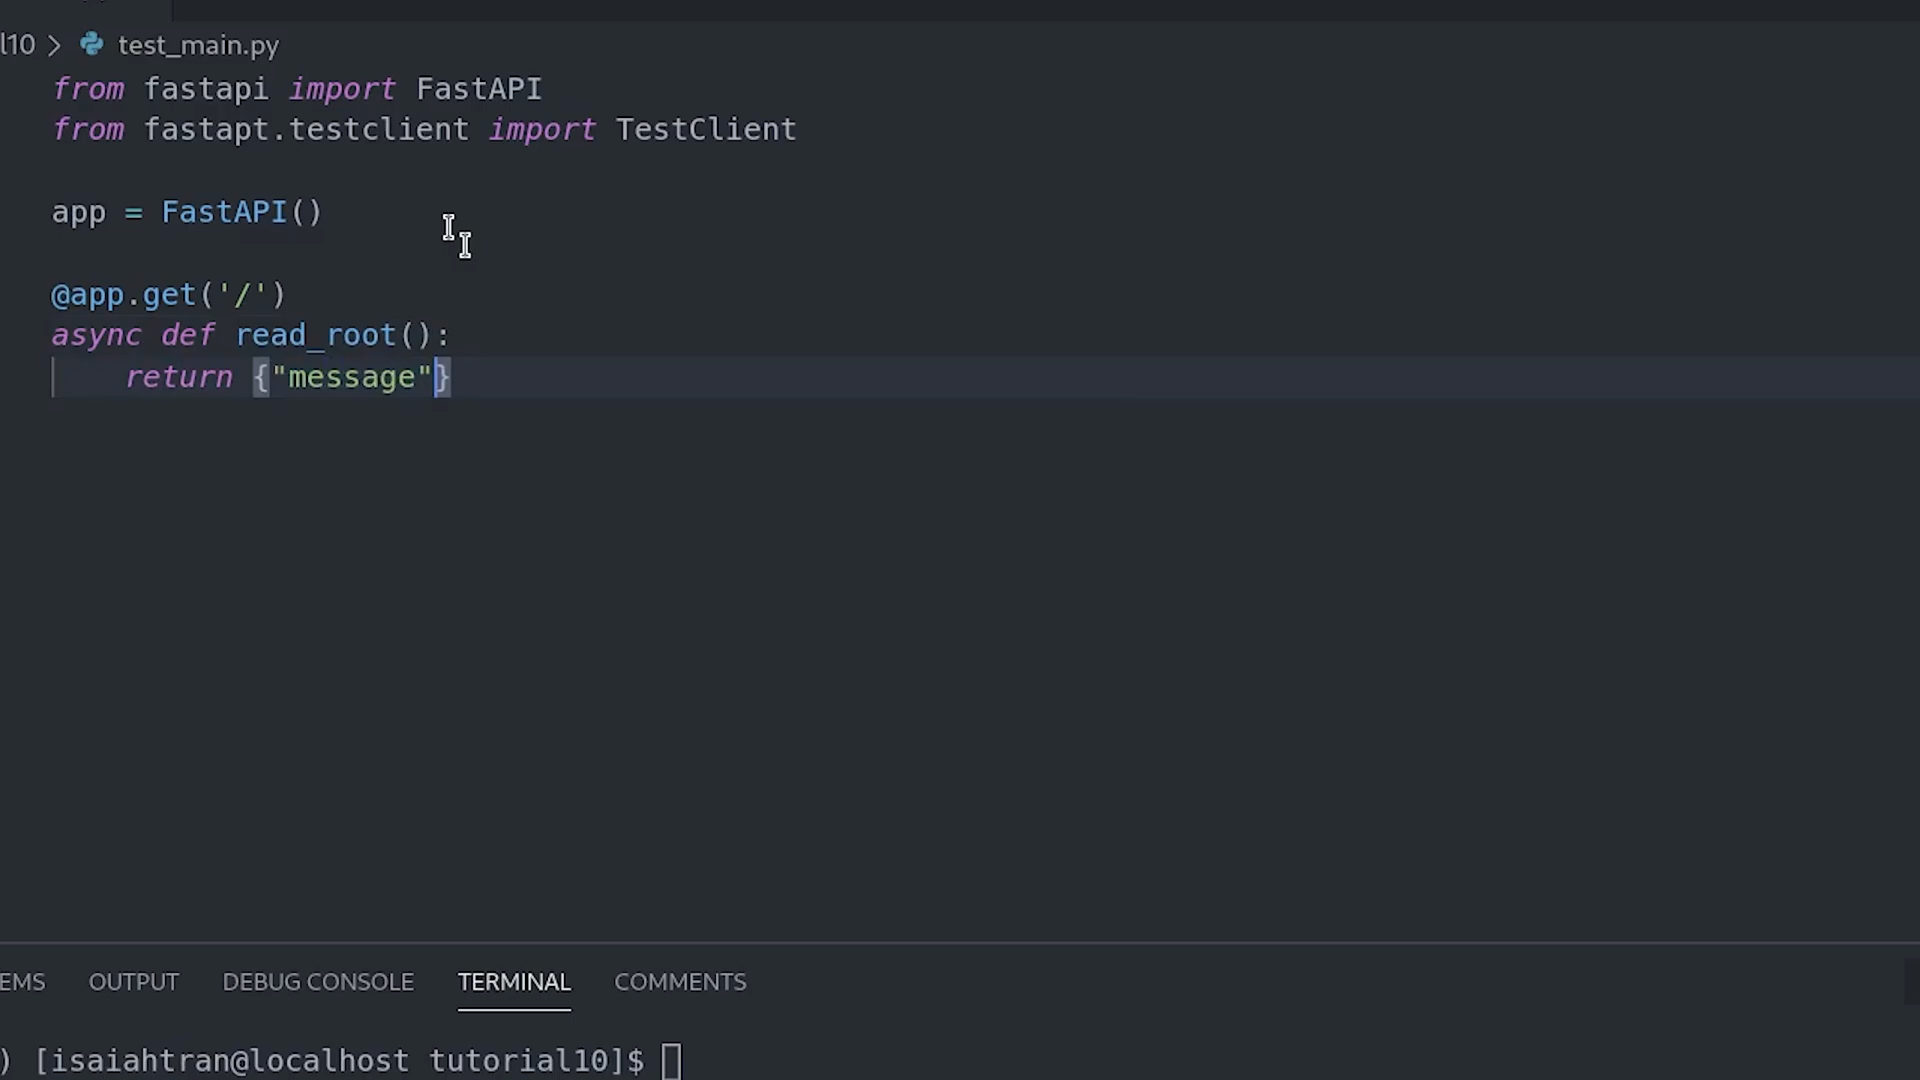 l10 > test_main.py
from fastapi import FastAPI
from fastapt.testclient import TestClient
app = FastAPI()
@app.get('/')
async def read_root():
return {"message"}
EMS OUTPUT DEBUG CONSOLE TERMINAL COMMENTS
) [isaiahtran@localhost tutorial10]$